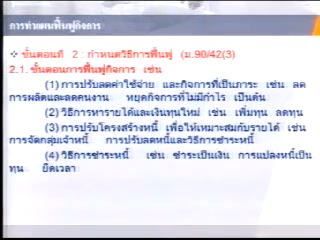 การทำแผนฟื้นฟูกิจการ
❖ ขั้นตอนที่ 2 : กำหนดวิธีการฟื้นฟู (ม.90/42(3)
2.1. ขั้นตอนการฟื้นฟูกิจการ เช่น
(1) การปรับลดค่าใช้จ่าย และกิจการที่เป็นภาระ เช่น ลด
การผลิตและลดคนงาน หยุดกิจการที่ไม่มีกำไร เป็นต้น
(2) วิธีการหารายได้และเงินทุนใหม่ เช่น เพิ่มทุน ลดทุน
(3) การปรับโครงสร้างหนี้ เพื่อให้เหมาะสมกับรายได้ เช่น
การจัดกลุ่มเจ้าหนี้ การปรับลดหนี้และวิธีการชำระหนี้
(4) วิธีการชำระหนี้ เช่น ชำระเป็นเงิน การแปลงหนี้เป็น
ทุน ยืดเวลา